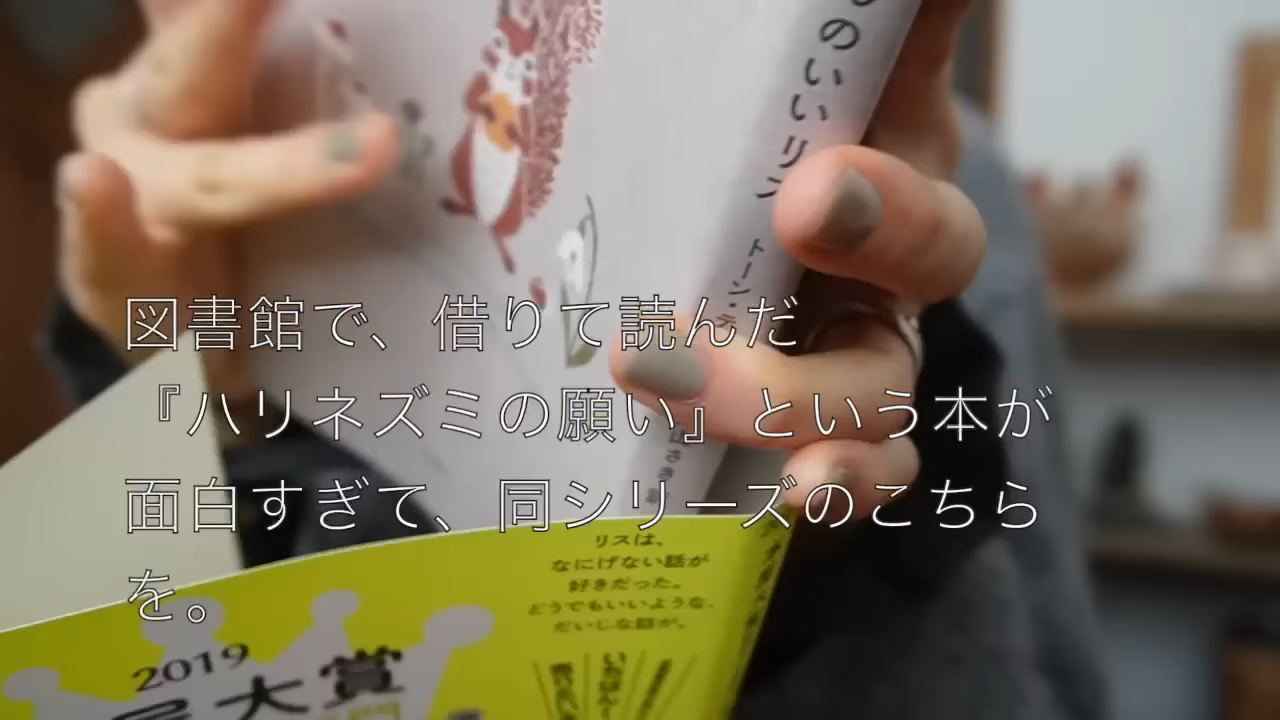 のいいリス
トーン・テ
図書館で、借りて読んだ
『ハリネズミの願い』という本が
面白すぎて、同シリーズのこちら
を。
リスは、
なにげない話が
好きだった。
どうでもいいような、
だいじな話が。
2019
大賞